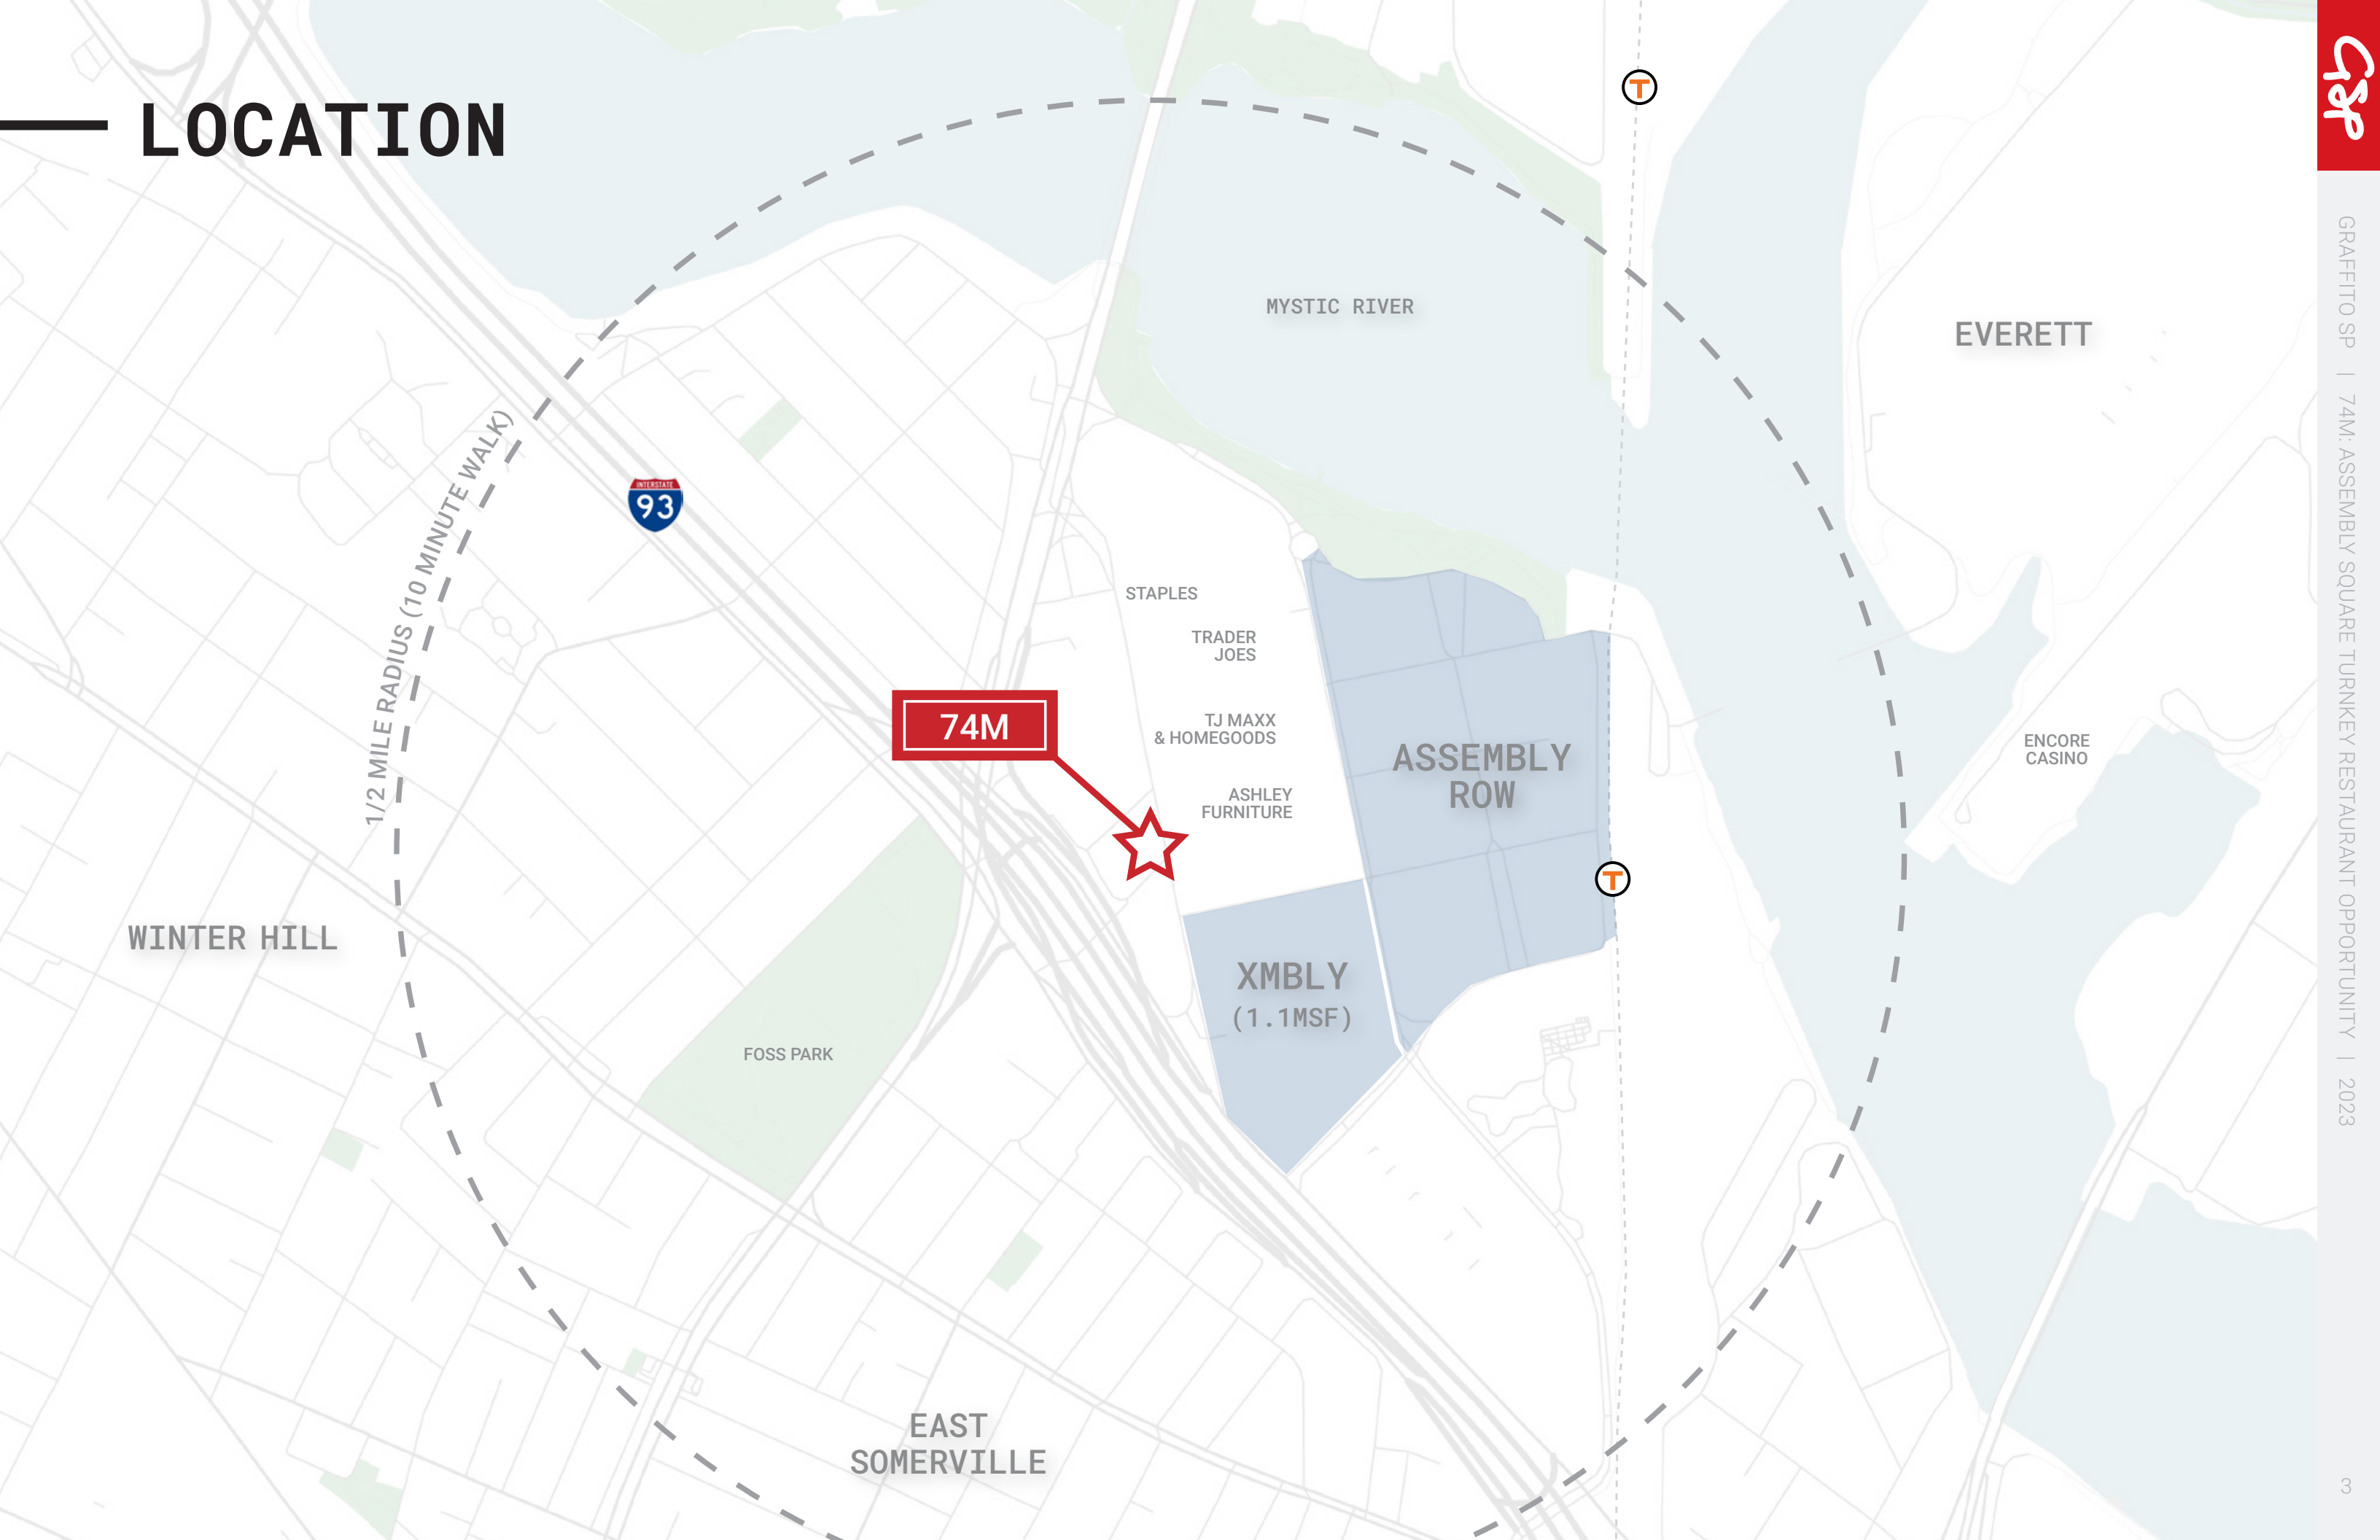 LOCATION
T
MYSTIC RIVER
EVERETT
1/2 MILE RADIUS (10 MINUTE WALK)
INTERSTATE
93
STAPLES
TRADER
JOES
74M
TJ MAXX
& HOMEGOODS
ASHLEY
FURNITURE
ASSEMBLY
ROW
ENCORE
CASINO
T
WINTER HILL
XMBLY
(1.1MSF)
FOSS PARK
EAST
SOMERVILLE
GSP
GRAFFITO SP | 74M: ASSEMBLY SQUARE TURNKEY RESTAURANT OPPORTUNITY | 2023
3